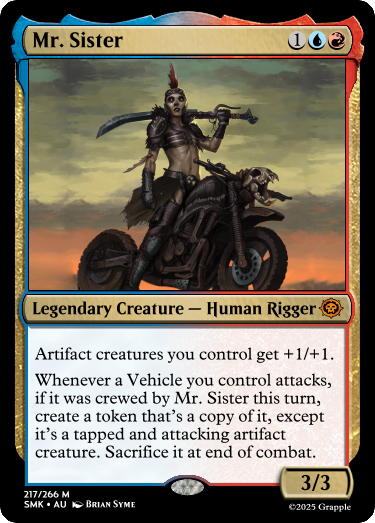 Mr. Sister
1
Legendary Creature — Human Rigger
Artifact creatures you control get +1/+1.
Whenever a Vehicle you control attacks,
if it was crewed by Mr. Sister this turn,
create a token that's a copy of it, except
it's a tapped and attacking artifact
creature. Sacrifice it at end of combat.
3/3
217/266 M
SMK • AU Brian Syme
©2025 Grapple